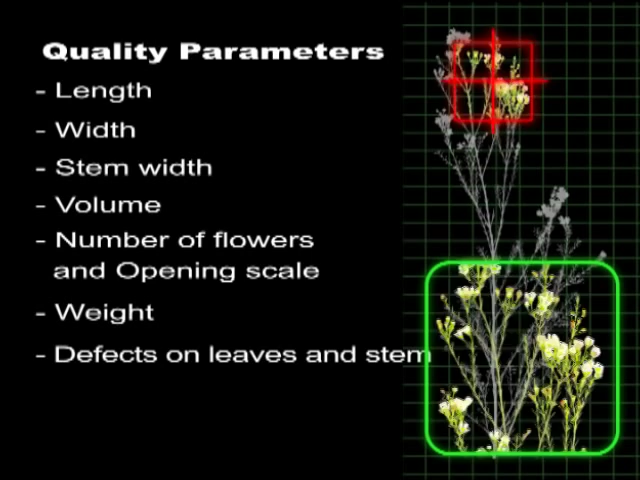 Quality Parameters
- Length
- Width
- Stem width
- Volume
- Number of flowers
and Opening scale
- Weight
- Defects on leaves and stem